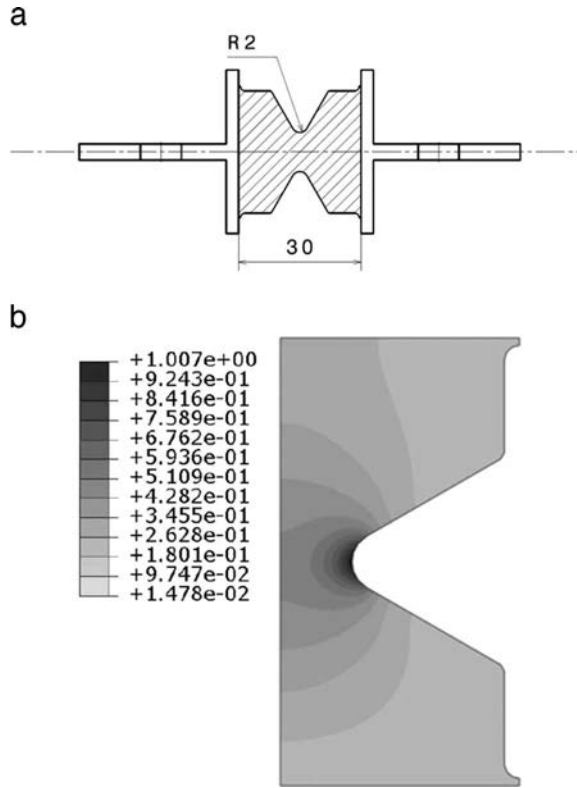 a
R2
30
b
+1.007e+00
+9.243e-01
+8.416e-01
+7.589e-01
+6.762e-01
+5.936e-01
+5.109e-01
+4.282e-01
+3.455e-01
+2.628e-01
+1.801e-01
+9.747e-02
+1.478e-02